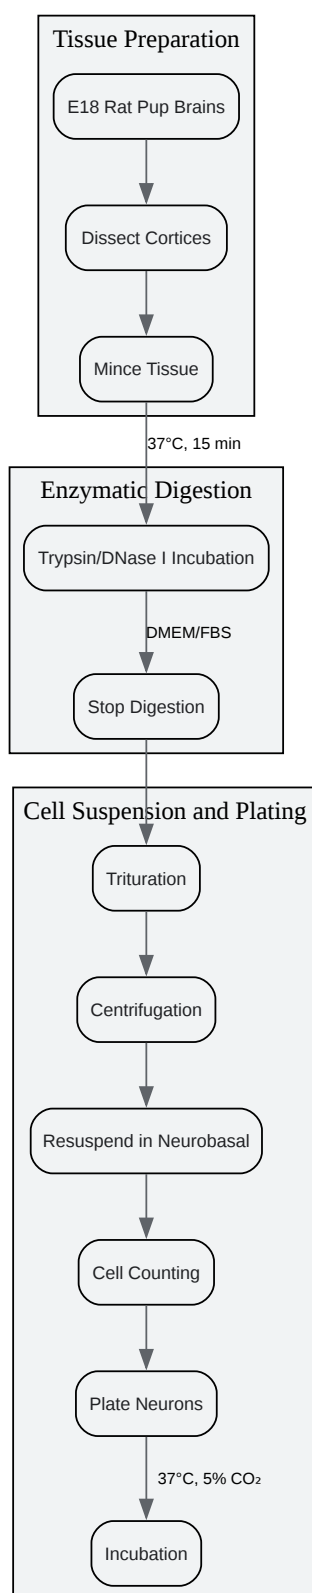 Tissue Preparation
E18 Rat Pup Brains
Dissect Cortices
Mince Tissue
37°C, 15 min
Enzymatic Digestion
Trypsin/DNase I Incubation
DMEM/FBS
Stop Digestion
Cell Suspension and Plating
Trituration
Centrifugation
Resuspend in Neurobasal
Cell Counting
Plate Neurons
37°C, 5% CO₂
Incubation